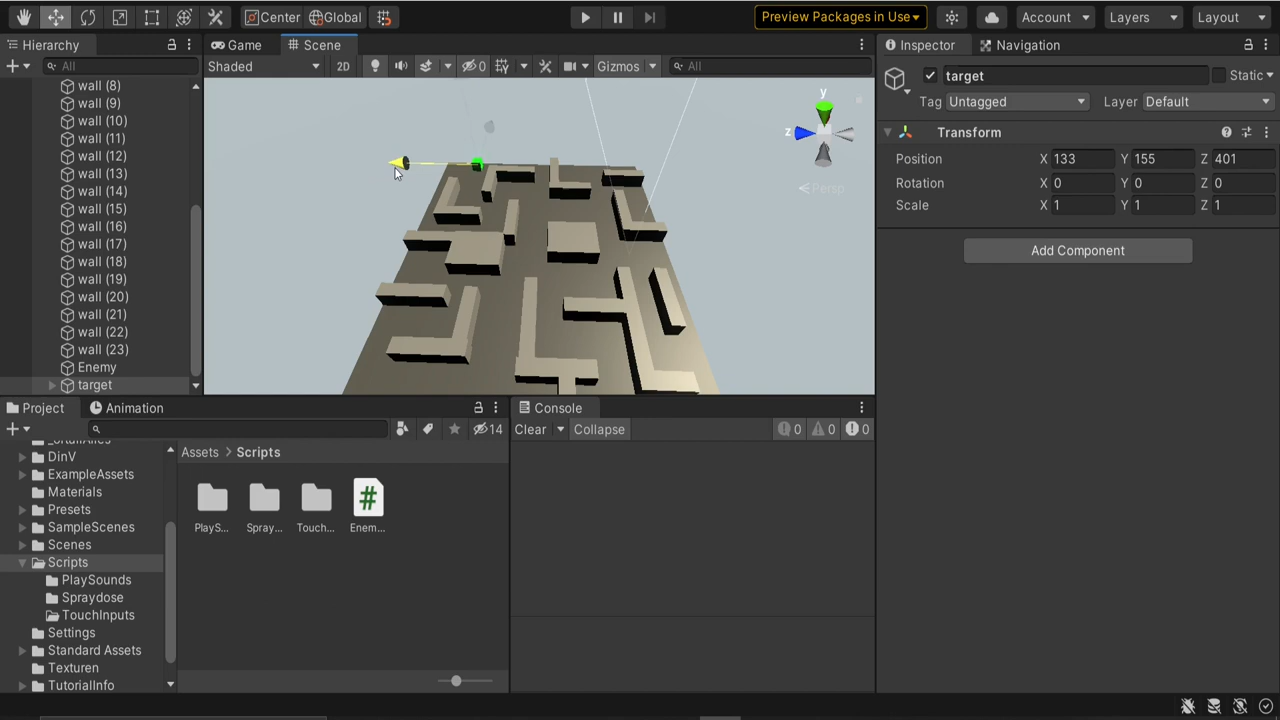 Center Global Preview Packages in Use Account Layers Layout
Hierarchy
All
wall (8)
wall (9)
wall (10)
wall (11)
wall (12)
wall (13)
wall (14)
wall (15)
wall (16)
wall (17)
wall (18)
wall (19)
wall (20)
wall (21)
wall (22)
wall (23)
Enemy
target
Game Scene
Shaded 2D 0 Gizmos All
y
z
Persp
Inspector Navigation
target Static
Tag Untagged Layer Default
Transform
Position X 133 Y 155 Z 401
Rotation X 0 Y 0 Z 0
Scale X 1 Y 1 Z 1
Add Component
Project Animation
14
DinV
ExampleAssets
Materials
Presets
SampleScenes
Scenes
Scripts
PlaySounds
Spraydose
TouchInputs
Settings
Standard Assets
Texturen
TutorialInfo
Assets > Scripts
PlayS... Spray... Touch... Enem...
#
Console
Clear Collapse 0 0 0